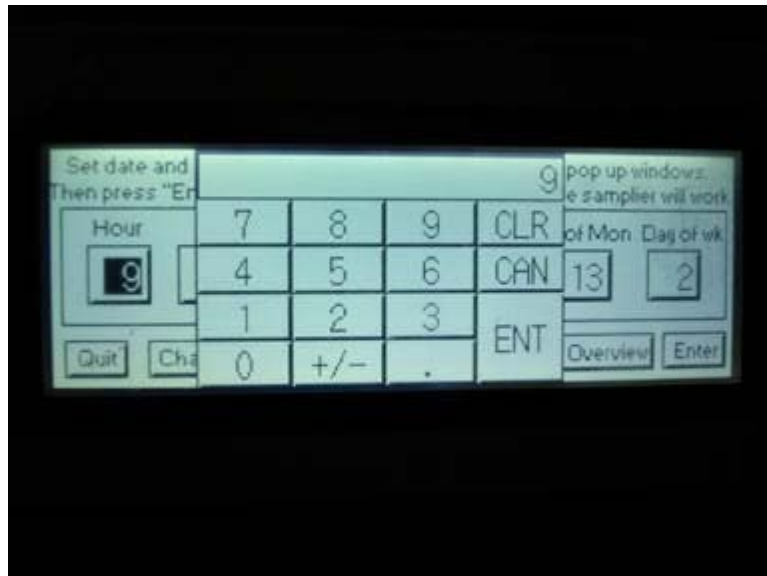 Set date and
Then press "En
pop up windows.
e samplier will work
9
Hour
of Mon
Day of wk
9
13
2
7 8 9 CLR
4 5 6 CAN
1 2 3
0 +/- . ENT
Quit
Cha
Overview
Enter